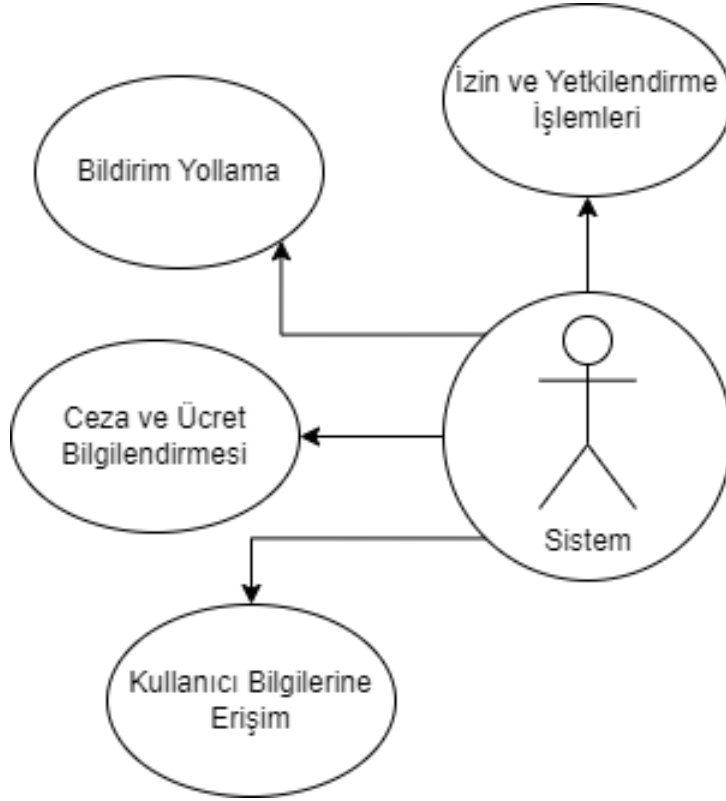 İzin ve Yetkilendirme
İşlemleri
Bildirim Yollama
Ceza ve Ücret
Bilgilendirmesi
Sistem
Kullanıcı Bilgilerine
Erişim